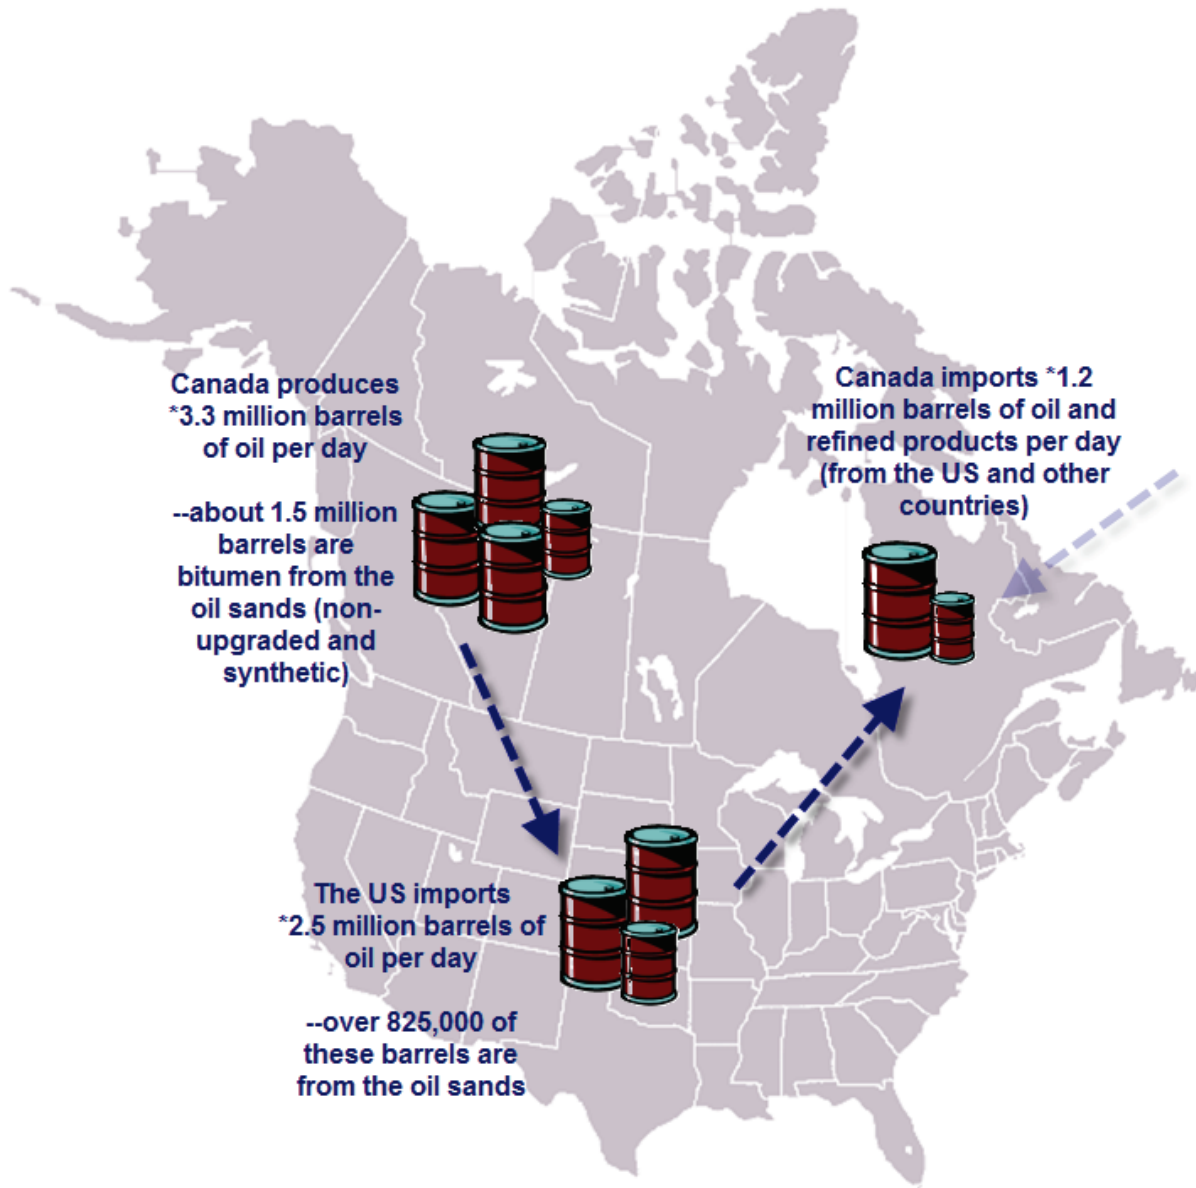 Canada produces
*3.3 million barrels
of oil per day
--about 1.5 million
barrels are
bitumen from the
oil sands (non-
upgraded and
synthetic)
Canada imports *1.2
million barrels of oil and
refined products per day
(from the US and other
countries)
The US imports
*2.5 million barrels of
oil per day
--over 825,000 of
these barrels are
from the oil sands